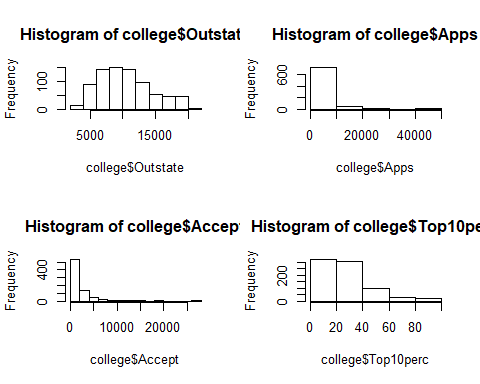 Histogram of college$Outstat
Frequency
0 100
5000 15000
college$Outstate
Histogram of college$Apps
Frequency
0 600
0 20000 40000
college$Apps
Histogram of college$Accept
Frequency
0 400
0 10000 20000
college$Accept
Histogram of college$Top10pe
Frequency
0 200
0 20 40 60 80
college$Top10perc